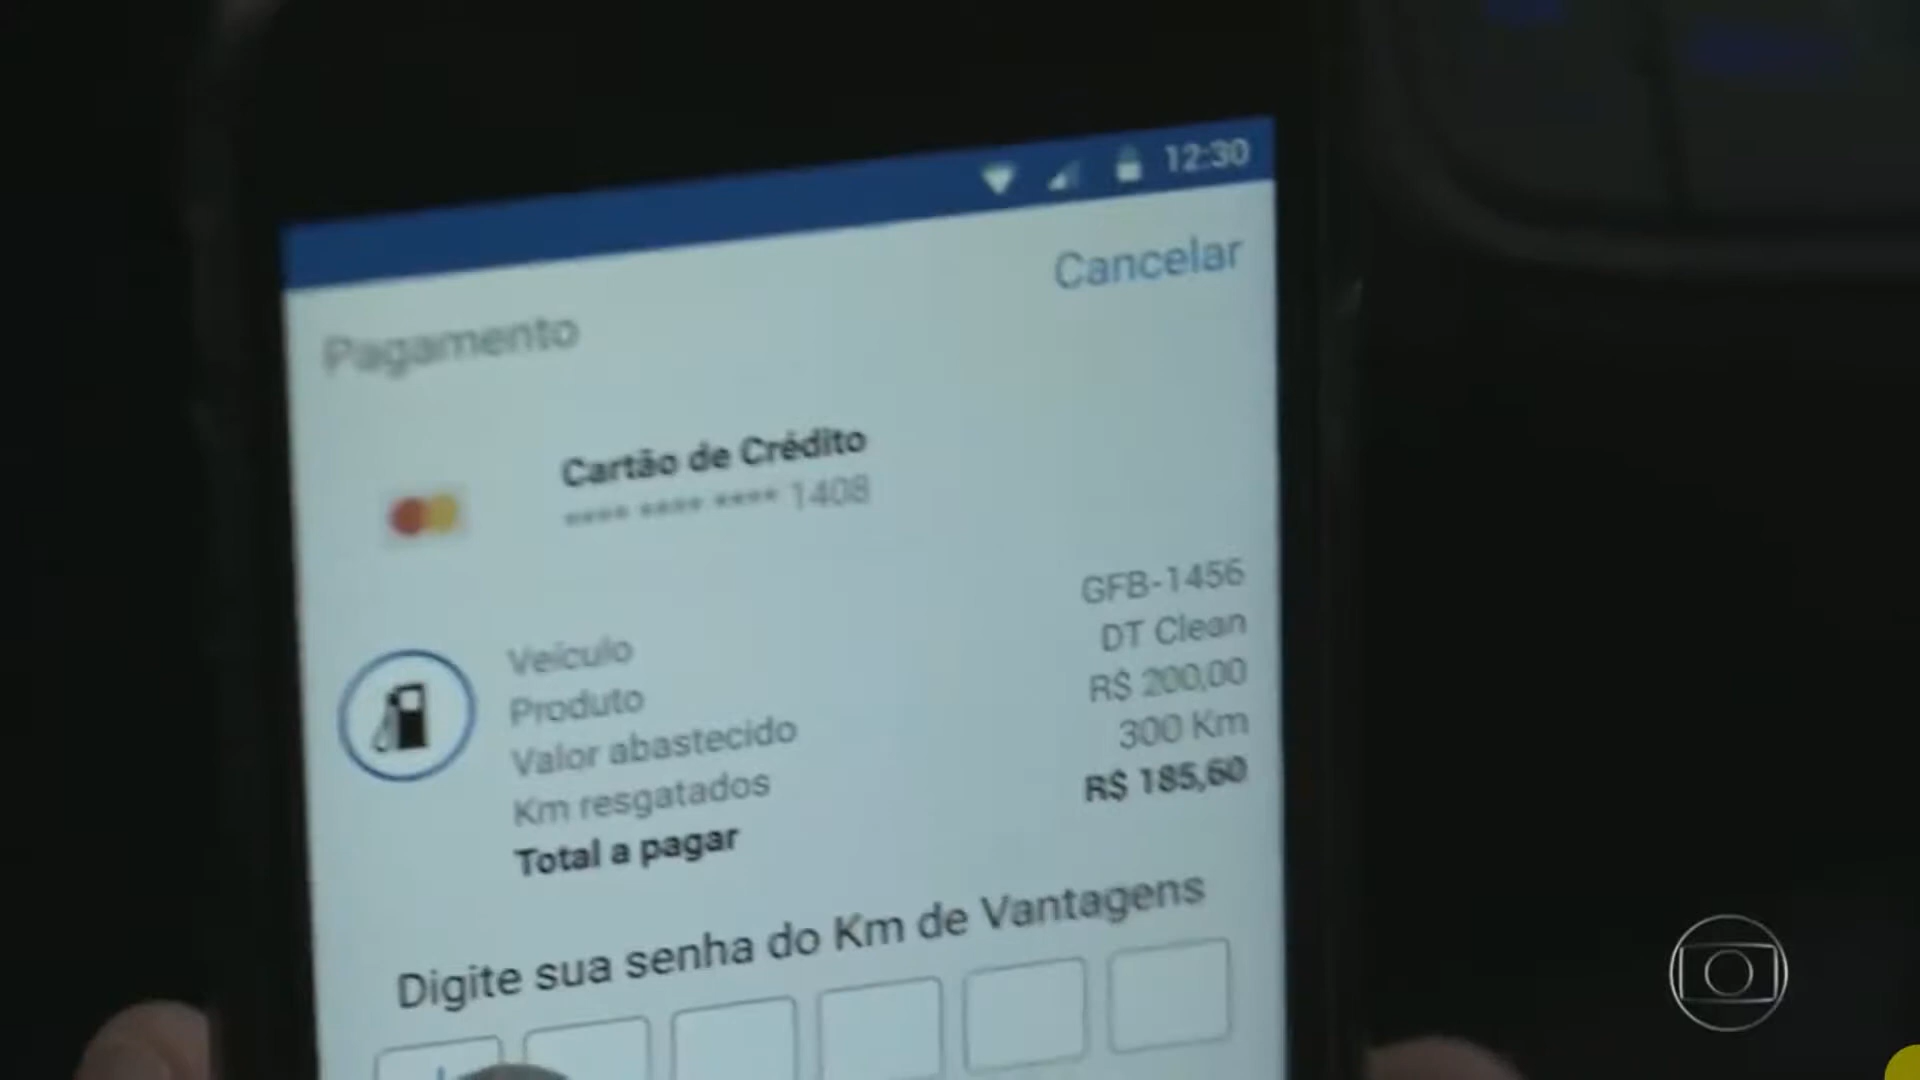 12:30
Cancelar
Pagamento
Cartão de Crédito
**** **** **** 1408
Veículo GFB-1456
Produto DT Clean
Valor abastecido R$ 200,00
Km resgatados 300 Km
Total a pagar R$ 185,60
Digite sua senha do Km de Vantagens